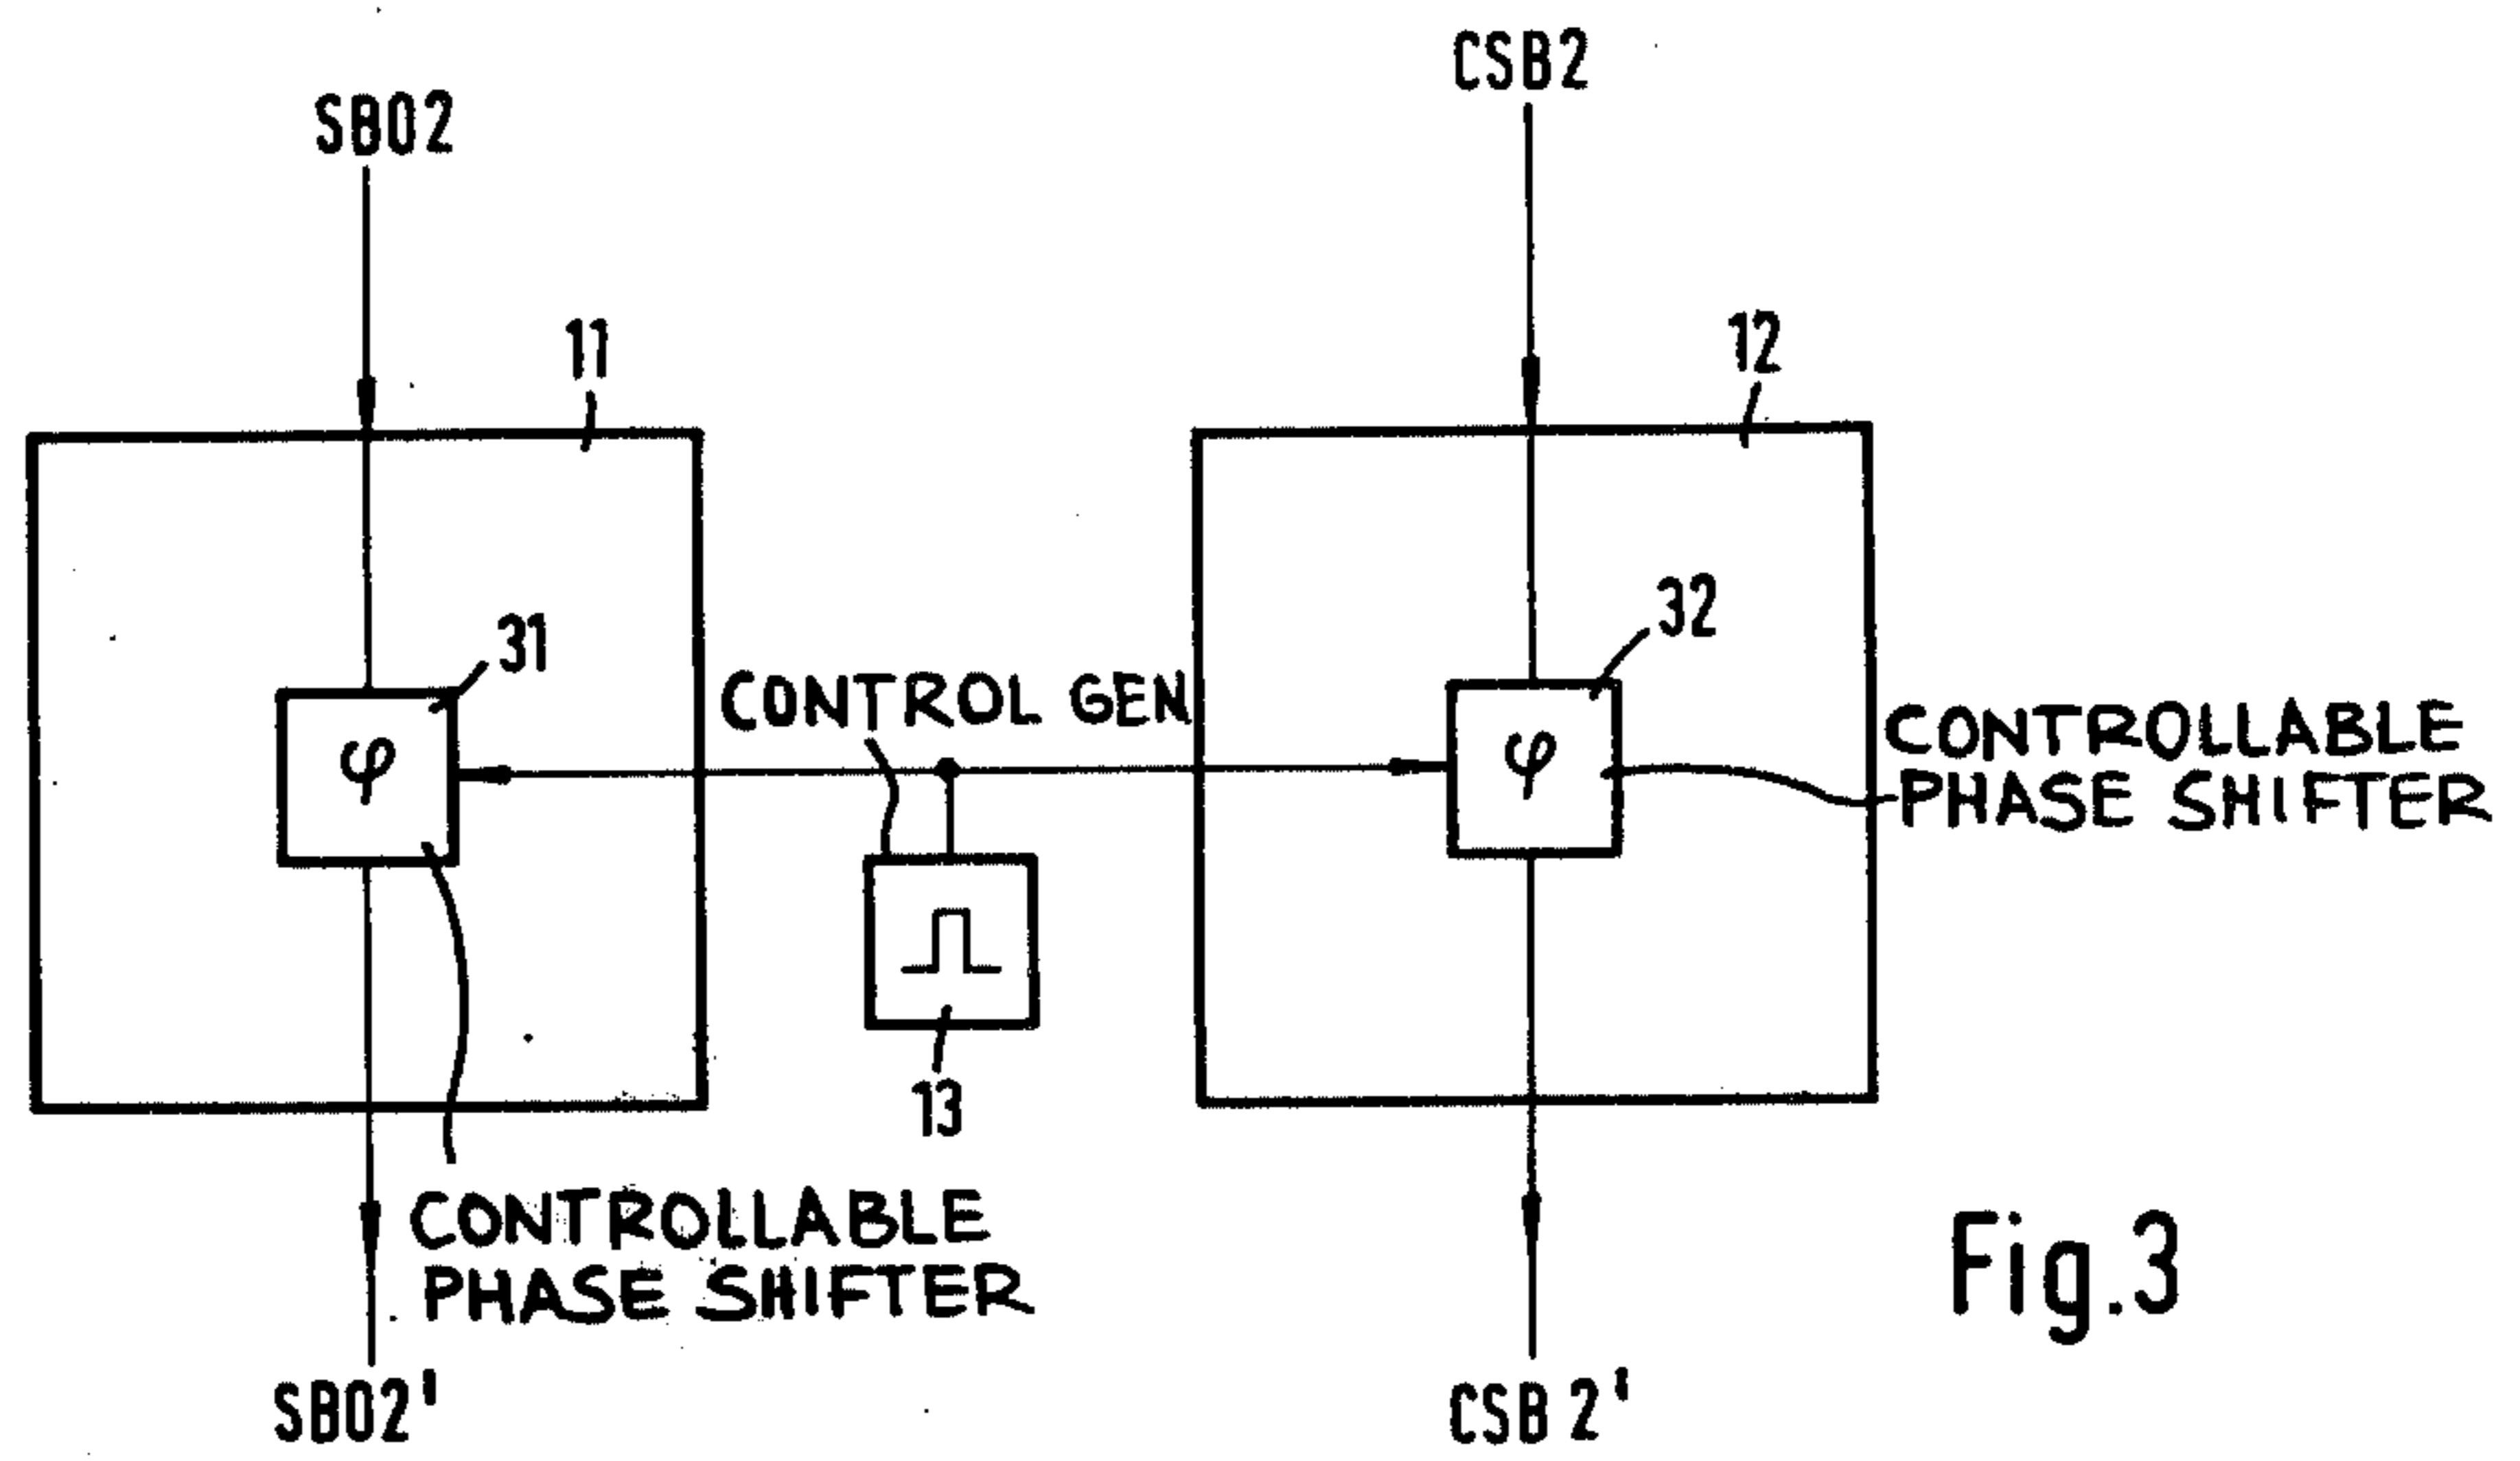 CSB2
SBO2
11
12
31
32
CONTROL GEN
φ
φ
CONTROLLABLE
PHASE SHIFTER
13
CONTROLLABLE
PHASE SHIFTER
Fig.3
SBO2'
CSB 2'